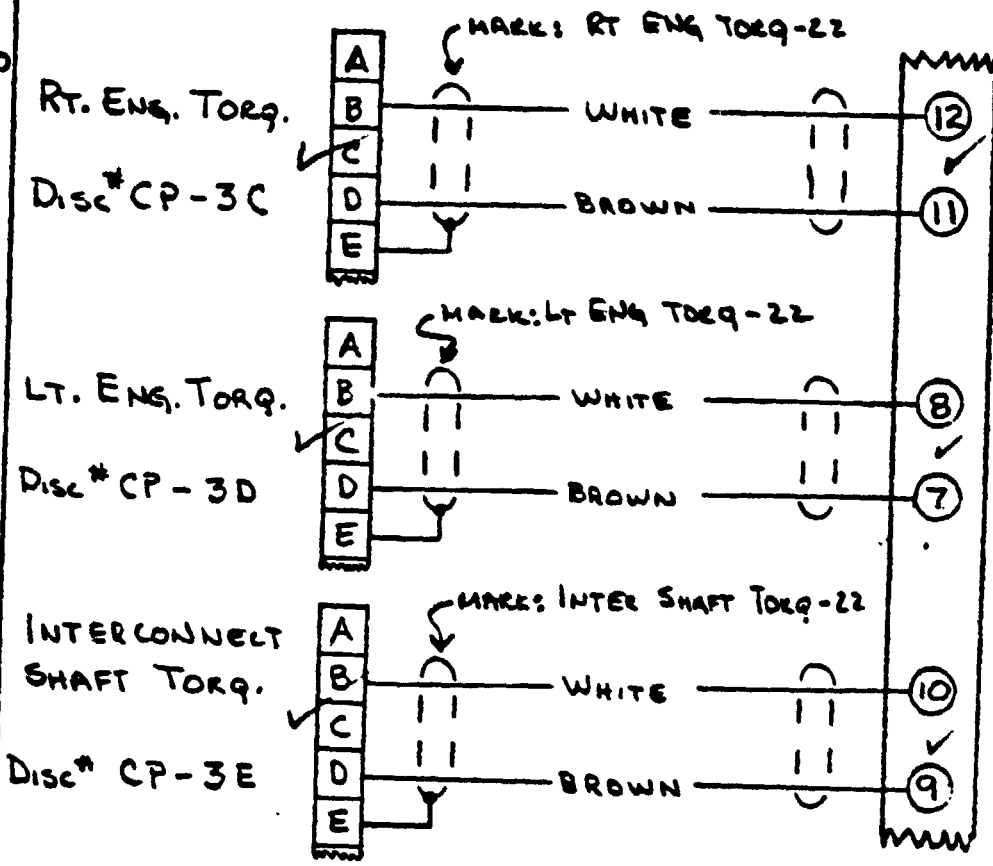 MARK: RT ENG TORQ-22
A
RT. ENG. TORQ.
B
WHITE
12
C
DISC# CP-3C
D
BROWN
11
E
MARK: LT ENG TORQ-22
A
LT. ENG. TORQ.
B
WHITE
8
C
DISC# CP-3D
D
BROWN
7
E
MARK: INTER SHAFT TORQ-22
INTERCONNECT
A
SHAFT TORQ.
B
WHITE
10
C
DISC# CP-3E
D
BROWN
9
E